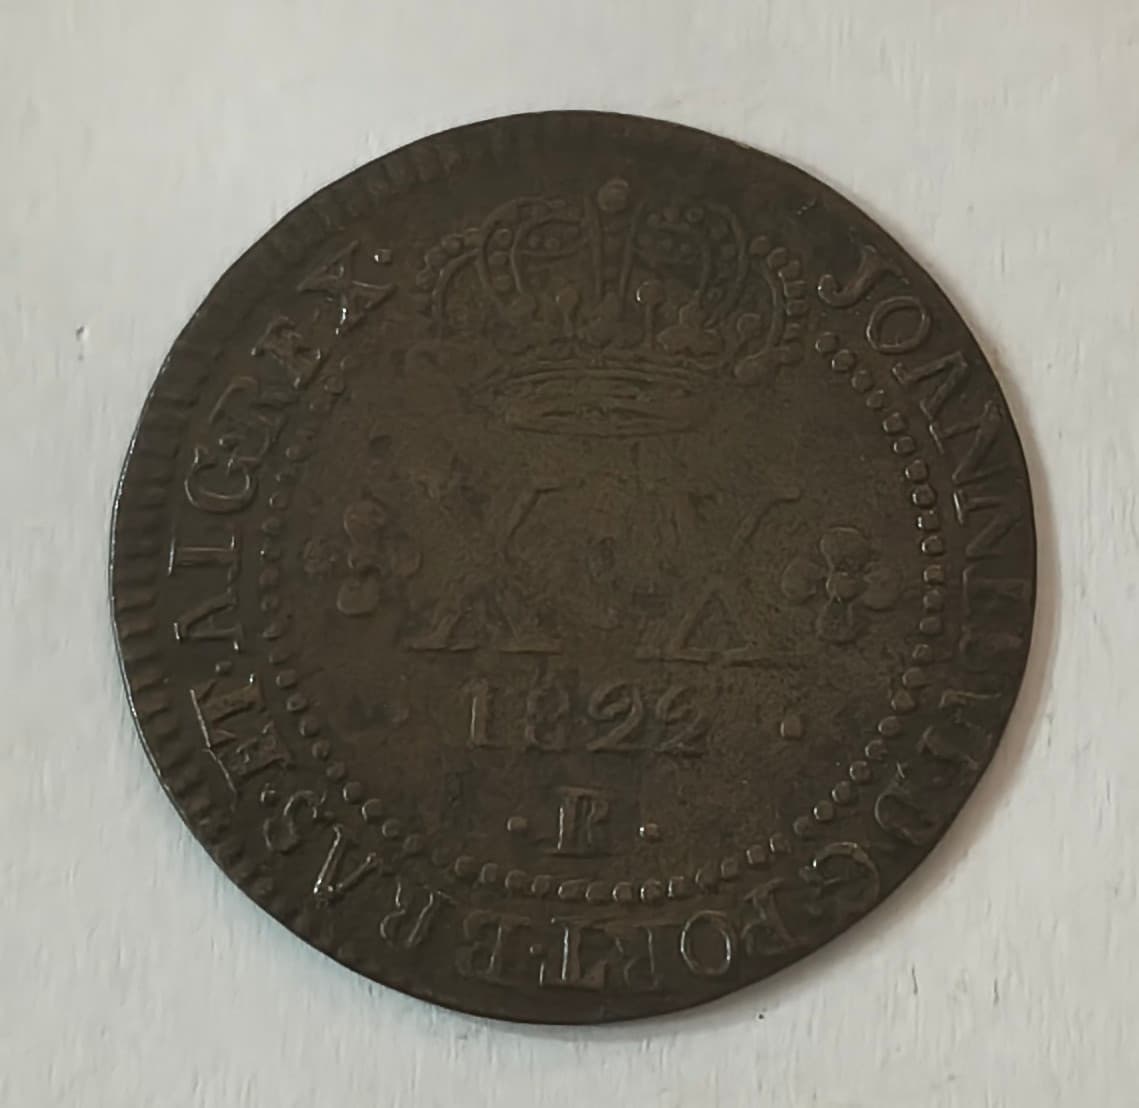 JOANNES.VI.D.G.PORT.BRAS.ET.ALG.REX.
XX
1822
.R.